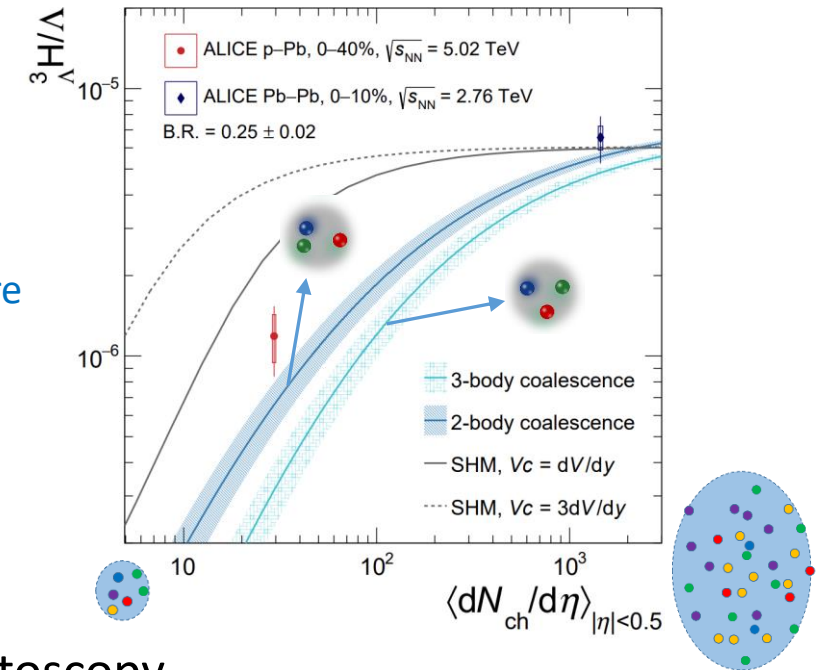 ³ΛH/Λ
ALICE p–Pb, 0–40%, √sNN = 5.02 TeV
ALICE Pb–Pb, 0–10%, √sNN = 2.76 TeV
B.R. = 0.25 ± 0.02
10⁻⁵
10⁻⁶
3-body coalescence
2-body coalescence
SHM, Vc = dV/dy
SHM, Vc = 3dV/dy
10
10²
10³
⟨dNch/dη⟩|η|<0.5